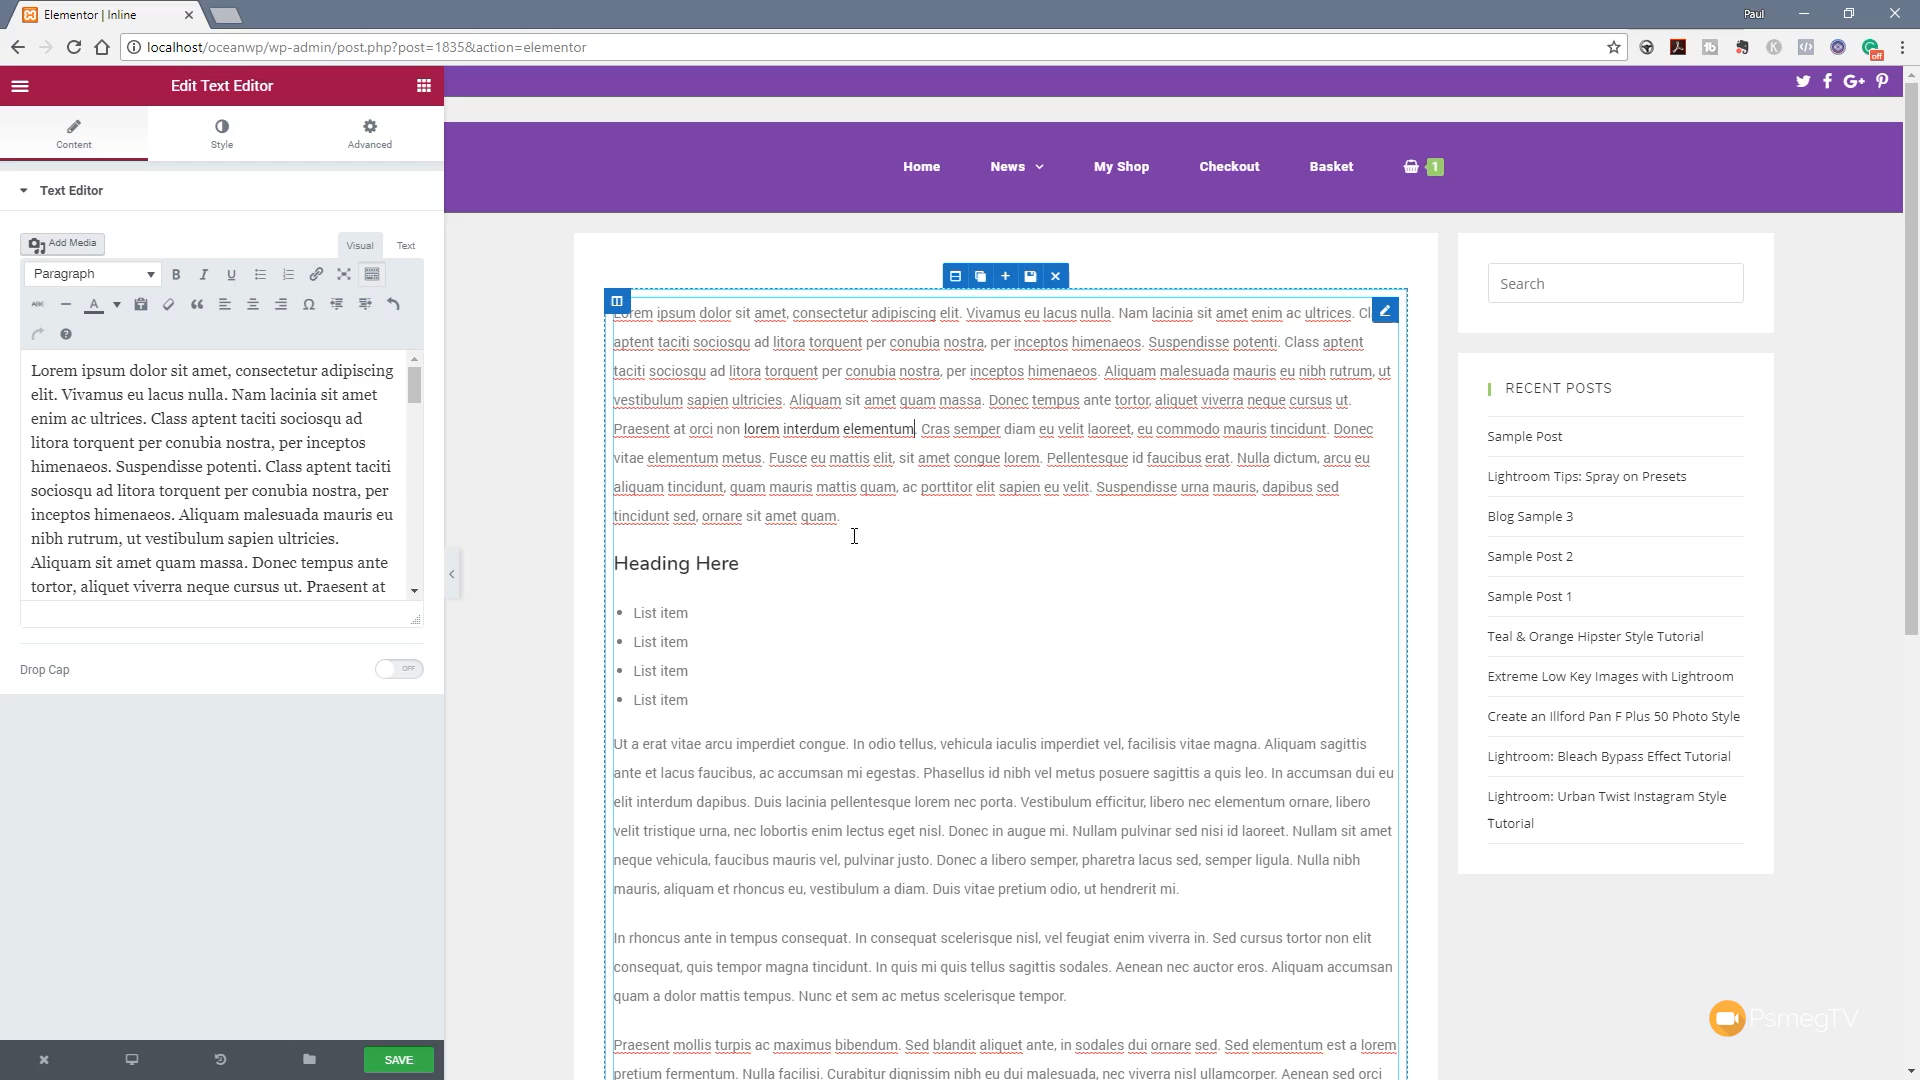 Elementor | Inline
Paul
localhost/oceanwp/wp-admin/post.php?post=1835&action=elementor
off
Edit Text Editor
Content
Style
Advanced
Text Editor
Add Media
Visual
Text
Paragraph
B
I
U
ABC
A
Lorem ipsum dolor sit amet, consectetur adipiscing
elit. Vivamus eu lacus nulla. Nam lacinia sit amet
enim ac ultrices. Class aptent taciti sociosqu ad
litora torquent per conubia nostra, per inceptos
himenaeos. Suspendisse potenti. Class aptent taciti
sociosqu ad litora torquent per conubia nostra, per
inceptos himenaeos. Aliquam malesuada mauris eu
nibh rutrum, ut vestibulum sapien ultricies.
Aliquam sit amet quam massa. Donec tempus ante
tortor, aliquet viverra neque cursus ut. Praesent at
Drop Cap
OFF
SAVE
Home
News
My Shop
Checkout
Basket
1
Lorem ipsum dolor sit amet, consectetur adipiscing elit. Vivamus eu lacus nulla. Nam lacinia sit amet enim ac ultrices. Cl
aptent taciti sociosqu ad litora torquent per conubia nostra, per inceptos himenaeos. Suspendisse potenti. Class aptent
taciti sociosqu ad litora torquent per conubia nostra, per inceptos himenaeos. Aliquam malesuada mauris eu nibh rutrum, ut
vestibulum sapien ultricies. Aliquam sit amet quam massa. Donec tempus ante tortor, aliquet viverra neque cursus ut.
Praesent at orci non lorem interdum elementum. Cras semper diam eu velit laoreet, eu commodo mauris tincidunt. Donec
vitae elementum metus. Fusce eu mattis elit, sit amet congue lorem. Pellentesque id faucibus erat. Nulla dictum, arcu eu
aliquam tincidunt, quam mauris mattis quam, ac porttitor elit sapien eu velit. Suspendisse urna mauris, dapibus sed
tincidunt sed, ornare sit amet quam.
Heading Here
• List item
• List item
• List item
• List item
Ut a erat vitae arcu imperdiet congue. In odio tellus, vehicula iaculis imperdiet vel, facilisis vitae magna. Aliquam sagittis
ante et lacus faucibus, ac accumsan mi egestas. Phasellus id nibh vel metus posuere sagittis a quis leo. In accumsan dui eu
elit interdum dapibus. Duis lacinia pellentesque lorem nec porta. Vestibulum efficitur, libero nec elementum ornare, libero
velit tristique urna, nec lobortis enim lectus eget nisl. Donec in augue mi. Nullam pulvinar sed nisi id laoreet. Nullam sit amet
neque vehicula, faucibus mauris vel, pulvinar justo. Donec a libero semper, pharetra lacus sed, semper ligula. Nulla nibh
mauris, aliquam et rhoncus eu, vestibulum a diam. Duis vitae pretium odio, ut hendrerit mi.
In rhoncus ante in tempus consequat. In consequat scelerisque nisl, vel feugiat enim viverra in. Sed cursus tortor non elit
consequat, quis tempor magna tincidunt. In quis mi quis tellus sagittis sodales. Aenean nec auctor eros. Aliquam accumsan
quam a dolor mattis tempus. Nunc et sem ac metus scelerisque tempor.
Praesent mollis turpis ac maximus bibendum. Sed blandit aliquet ante, in sodales dui ornare sed. Sed elementum est a lorem
pretium fermentum. Nulla facilisi. Curabitur dignissim nibh eu dui malesuada, nec viverra nisl ullamcorper. Aenean sed orci
Search
RECENT POSTS
Sample Post
Lightroom Tips: Spray on Presets
Blog Sample 3
Sample Post 2
Sample Post 1
Teal & Orange Hipster Style Tutorial
Extreme Low Key Images with Lightroom
Create an Illford Pan F Plus 50 Photo Style
Lightroom: Bleach Bypass Effect Tutorial
Lightroom: Urban Twist Instagram Style
Tutorial
PsmegTV